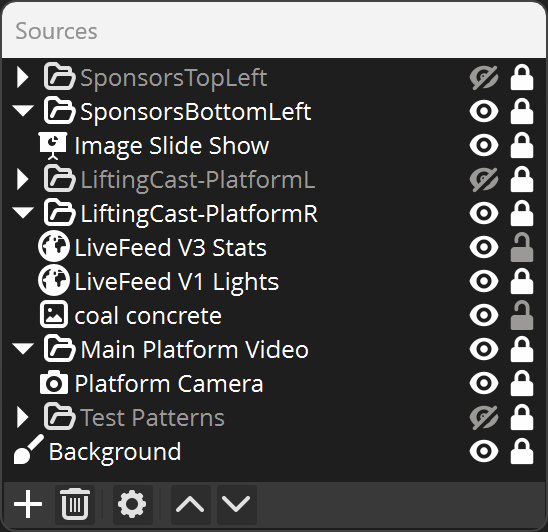 Sources
SponsorsTopLeft
SponsorsBottomLeft
Image Slide Show
LiftingCast-PlatformL
LiftingCast-PlatformR
LiveFeed V3 Stats
LiveFeed V1 Lights
coal concrete
Main Platform Video
Platform Camera
Test Patterns
Background